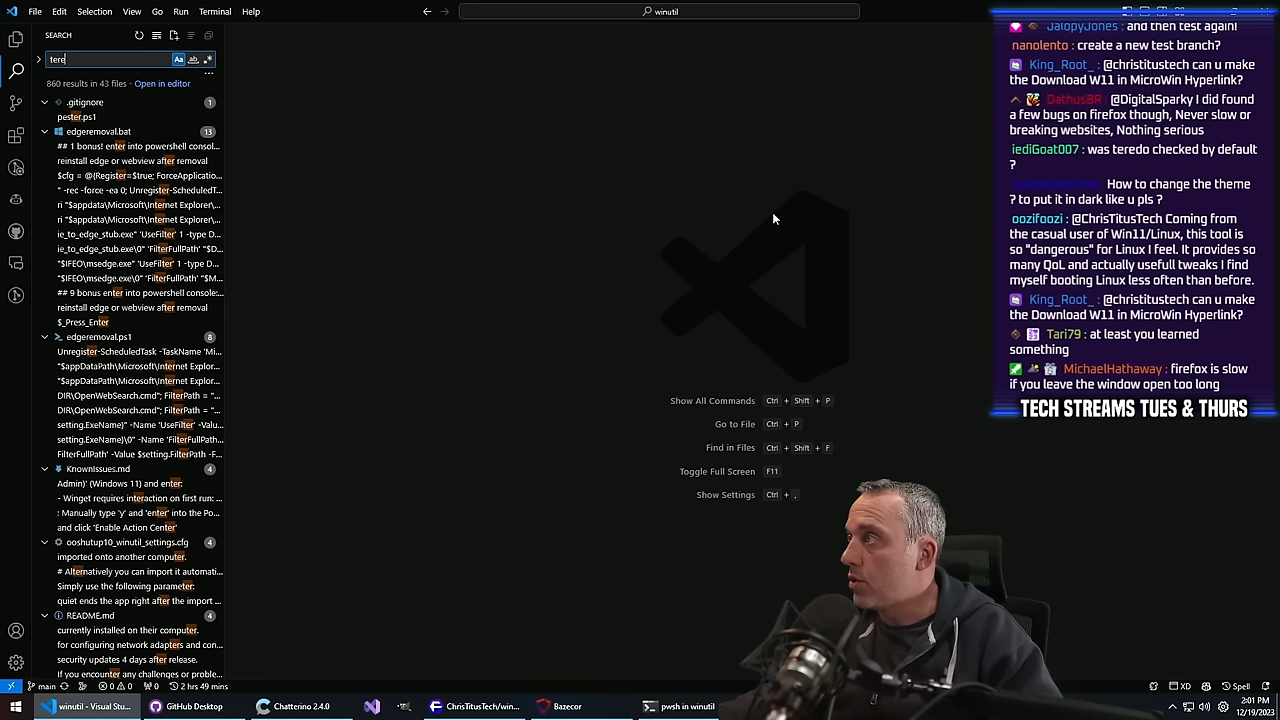 File Edit Selection View Go Run Terminal Help
winutil
SEARCH
tere
Aa ab .*
860 results in 43 files - Open in editor
.gitignore 1
pester.ps1
edgeremoval.bat 13
## 1 bonus! enter into powershell consol...
reinstall edge or webview after removal
$cfg = @{Register=$true; ForceApplicatio...
" -rec -force -ea 0; Unregister-ScheduledT...
ri "$appdata\Microsoft\Internet Explorer\...
ri "$appdata\Microsoft\Internet Explorer\...
ie_to_edge_stub.exe" 'UseFilter' 1 -type D...
ie_to_edge_stub.exe\0" 'FilterFullPath' "$D...
"$IFEO\msedge.exe" 'UseFilter' 1 -type D...
"$IFEO\msedge.exe\0" 'FilterFullPath' "$M...
## 9 bonus enter into powershell console:...
reinstall edge or webview after removal
$_Press_Enter
edgeremoval.ps1 8
Unregister-ScheduledTask -TaskName 'Mi...
"$appDataPath\Microsoft\Internet Explor...
"$appDataPath\Microsoft\Internet Explor...
DIR\OpenWebSearch.cmd"; FilterPath = "...
DIR\OpenWebSearch.cmd"; FilterPath = "...
setting.ExeName)" -Name 'UseFilter' -Valu...
setting.ExeName)\0" -Name 'FilterFullPath...
FilterFullPath' -Value $setting.FilterPath -F...
KnownIssues.md 4
Admin)' (Windows 11) and enter:
- Winget requires interaction on first run: ...
: Manually type 'y' and 'enter' into the Po...
and click 'Enable Action Center'
ooshutup10_winutil_settings.cfg 4
imported onto another computer.
# Alternatively you can import it automati...
Simply use the following parameter:
quiet ends the app right after the import ...
README.md 4
currently installed on their computer.
for configuring network adapters and con...
security updates 4 days after release.
If you encounter any challenges or proble...
Show All Commands Ctrl + Shift + P
Go to File Ctrl + P
Find in Files Ctrl + Shift + F
Toggle Full Screen F11
Show Settings Ctrl + ,
JalopyJones : and then test again!
nanolento : create a new test branch?
King_Root_ : @christitustech can u make
the Download W11 in MicroWin Hyperlink?
DathusBR : @DigitalSparky I did found
a few bugs on firefox though, Never slow or
breaking websites, Nothing serious
iediGoat007 : was teredo checked by default
?
How to change the theme
? to put it in dark like u pls ?
oozifoozi : @ChrisTitusTech Coming from
the casual user of Win11/Linux, this tool is
so "dangerous" for Linux I feel. It provides so
many QoL and actually usefull tweaks I find
myself booting Linux less often than before.
King_Root_ : @christitustech can u make
the Download W11 in MicroWin Hyperlink?
Tari79 : at least you learned
something
MichaelHathaway : firefox is slow
if you leave the window open too long
TECH STREAMS TUES & THURS
main 0 0 0 2 hrs 49 mins
XD Spell
winutil - Visual Stu... GitHub Desktop Chatterino 2.4.0 ChrisTitusTech/win... Bazecor pwsh in winutil
2:01 PM
12/19/2023